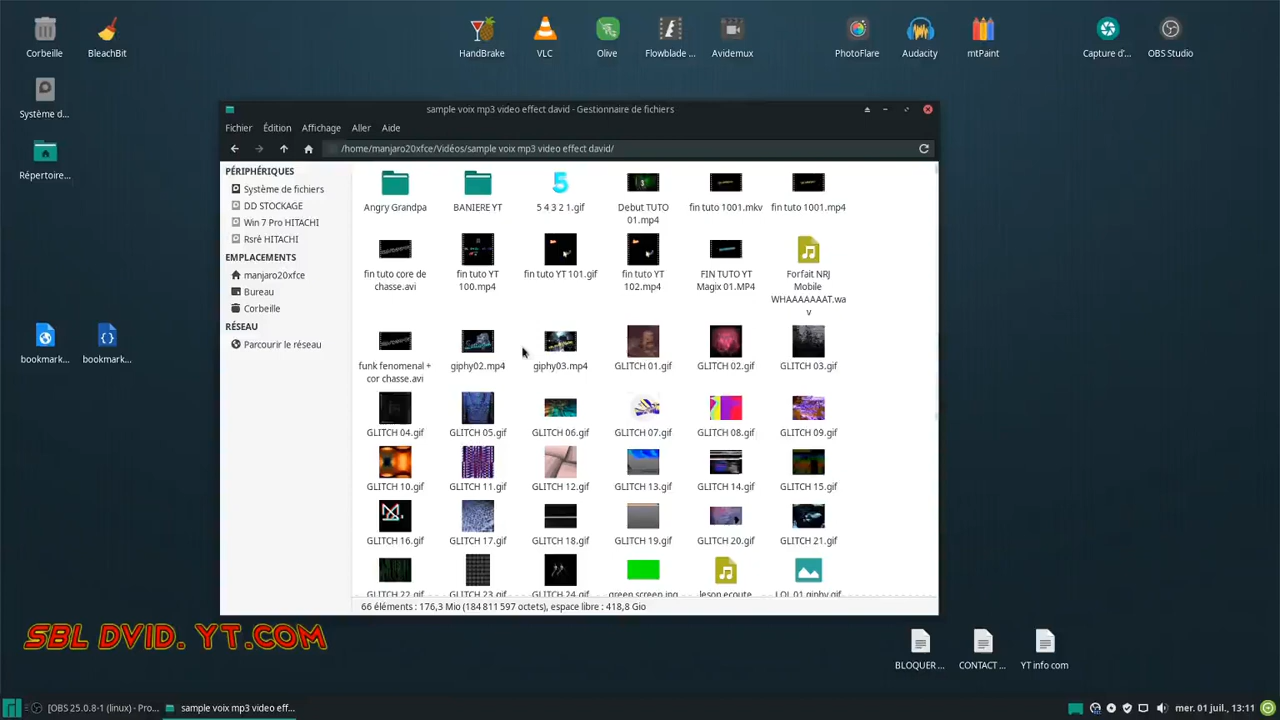 Corbeille
BleachBit
HandBrake
VLC
Olive
Flowblade ...
Avidemux
PhotoFlare
Audacity
mtPaint
Capture d'...
OBS Studio
Système d...
Répertoire...
bookmark...
bookmark...
sample voix mp3 video effect david - Gestionnaire de fichiers
Fichier Édition Affichage Aller Aide
/home/manjaro20xfce/Vidéos/sample voix mp3 video effect david/
PÉRIPHÉRIQUES
Système de fichiers
DD STOCKAGE
Win 7 Pro HITACHI
Rsrè HITACHI
EMPLACEMENTS
manjaro20xfce
Bureau
Corbeille
RÉSEAU
Parcourir le réseau
Angry Grandpa
BANIERE YT
5 4 3 2 1.gif
Debut TUTO
01.mp4
fin tuto 1001.mkv
fin tuto 1001.mp4
fin tuto core de
chasse.avi
fin tuto YT
100.mp4
fin tuto YT 101.gif
fin tuto YT
102.mp4
FIN TUTO YT
Magix 01.MP4
Forfait NRJ
Mobile
WHAAAAAAAT.wa
v
funk fenomenal +
cor chasse.avi
giphy02.mp4
giphy03.mp4
GLITCH 01.gif
GLITCH 02.gif
GLITCH 03.gif
GLITCH 04.gif
GLITCH 05.gif
GLITCH 06.gif
GLITCH 07.gif
GLITCH 08.gif
GLITCH 09.gif
GLITCH 10.gif
GLITCH 11.gif
GLITCH 12.gif
GLITCH 13.gif
GLITCH 14.gif
GLITCH 15.gif
GLITCH 16.gif
GLITCH 17.gif
GLITCH 18.gif
GLITCH 19.gif
GLITCH 20.gif
GLITCH 21.gif
GLITCH 22.gif
GLITCH 23.gif
GLITCH 24.gif
green screen.jpg
leson ecoute
LOL 01 giphy.gif
66 éléments : 176,3 Mio (184 811 597 octets), espace libre : 418,8 Gio
SBL DVID. YT.COM
BLOQUER ...
CONTACT ...
YT info com
[OBS 25.0.8-1 (linux) - Pro...
sample voix mp3 video eff...
mer. 01 juil., 13:11